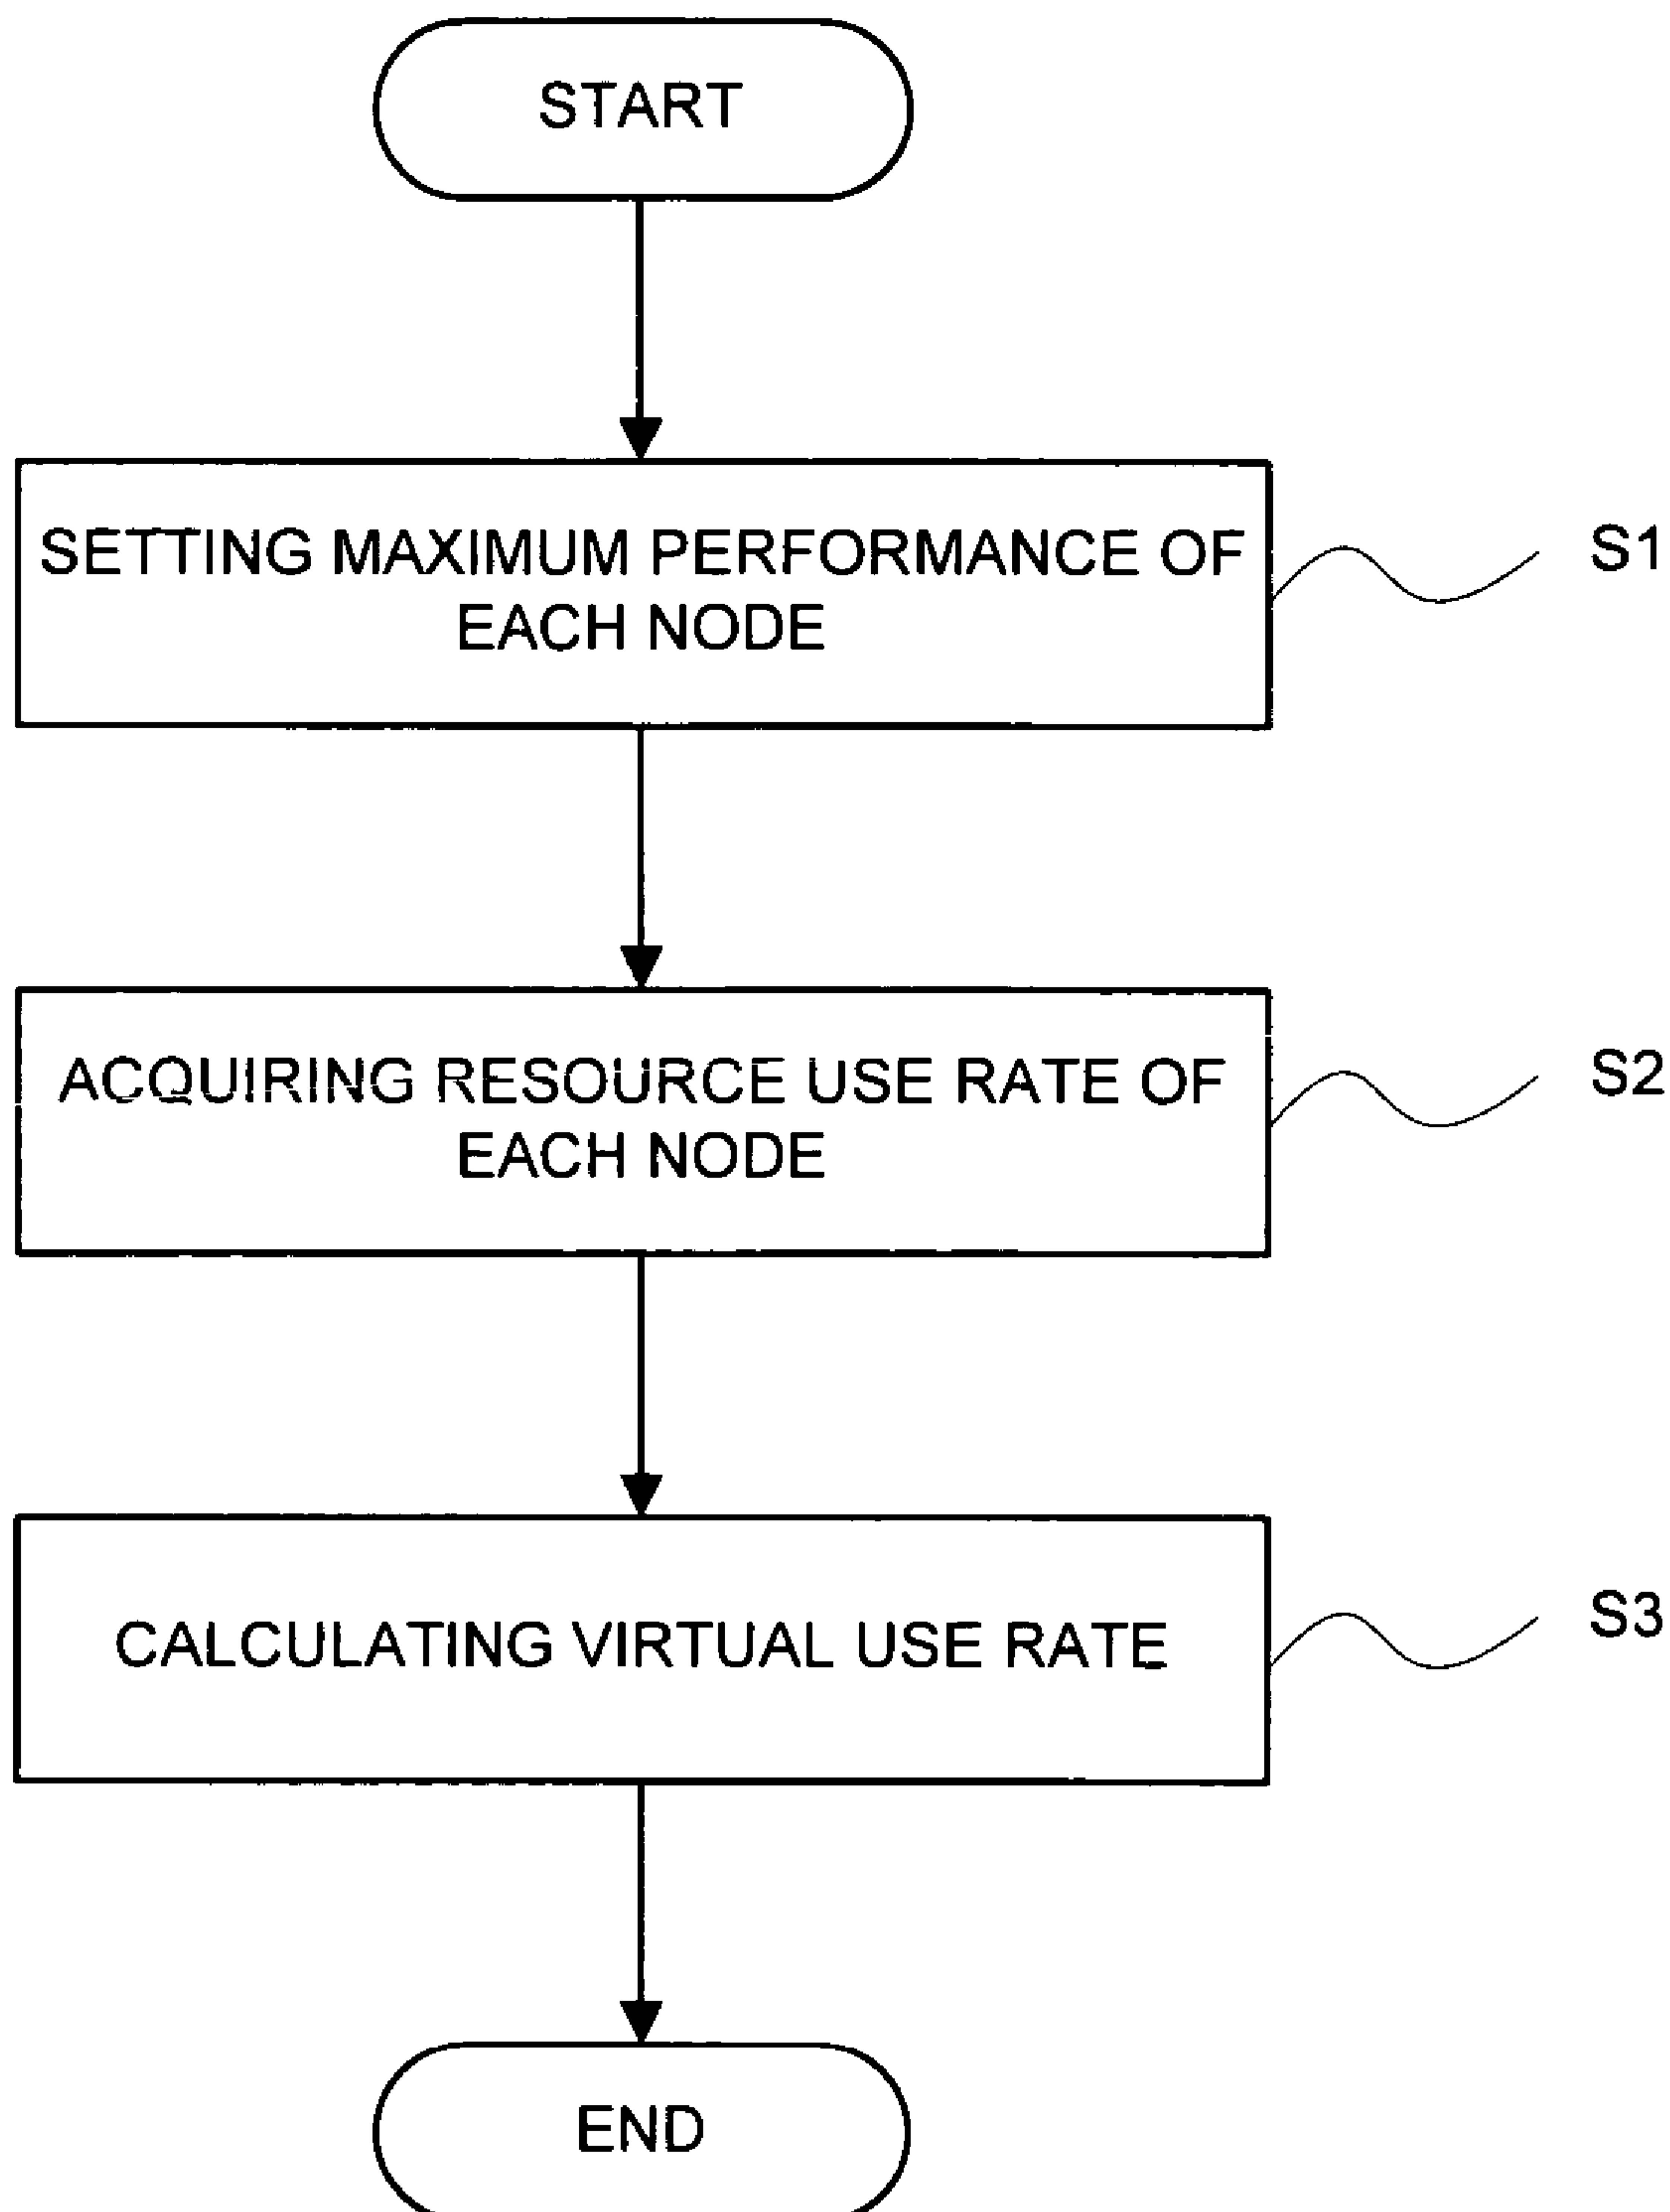 START
SETTING MAXIMUM PERFORMANCE OF
EACH NODE
S1
ACQUIRING RESOURCE USE RATE OF
EACH NODE
S2
CALCULATING VIRTUAL USE RATE
S3
END